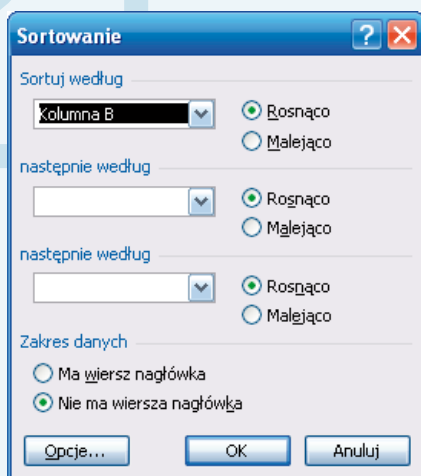 Sortowanie
Sortuj według
Kolumna B
Rosnąco
Malejąco
następnie według
Rosnąco
Malejąco
następnie według
Rosnąco
Malejąco
Zakres danych
Ma wiersz nagłówka
Nie ma wiersza nagłówka
Opcje... OK Anuluj